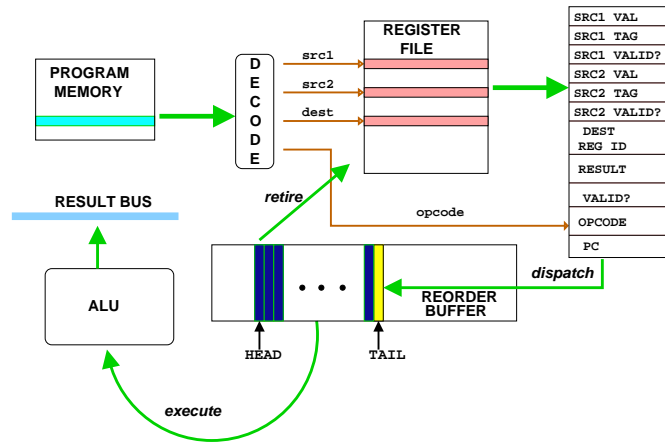 PROGRAM
MEMORY
D
E
C
O
D
E
src1
src2
dest
REGISTER
FILE
SRC1 VAL
SRC1 TAG
SRC1 VALID?
SRC2 VAL
SRC2 TAG
SRC2 VALID?
DEST
REG ID
RESULT
VALID?
OPCODE
PC
retire
opcode
RESULT BUS
dispatch
ALU
• • •
REORDER
BUFFER
HEAD
TAIL
execute